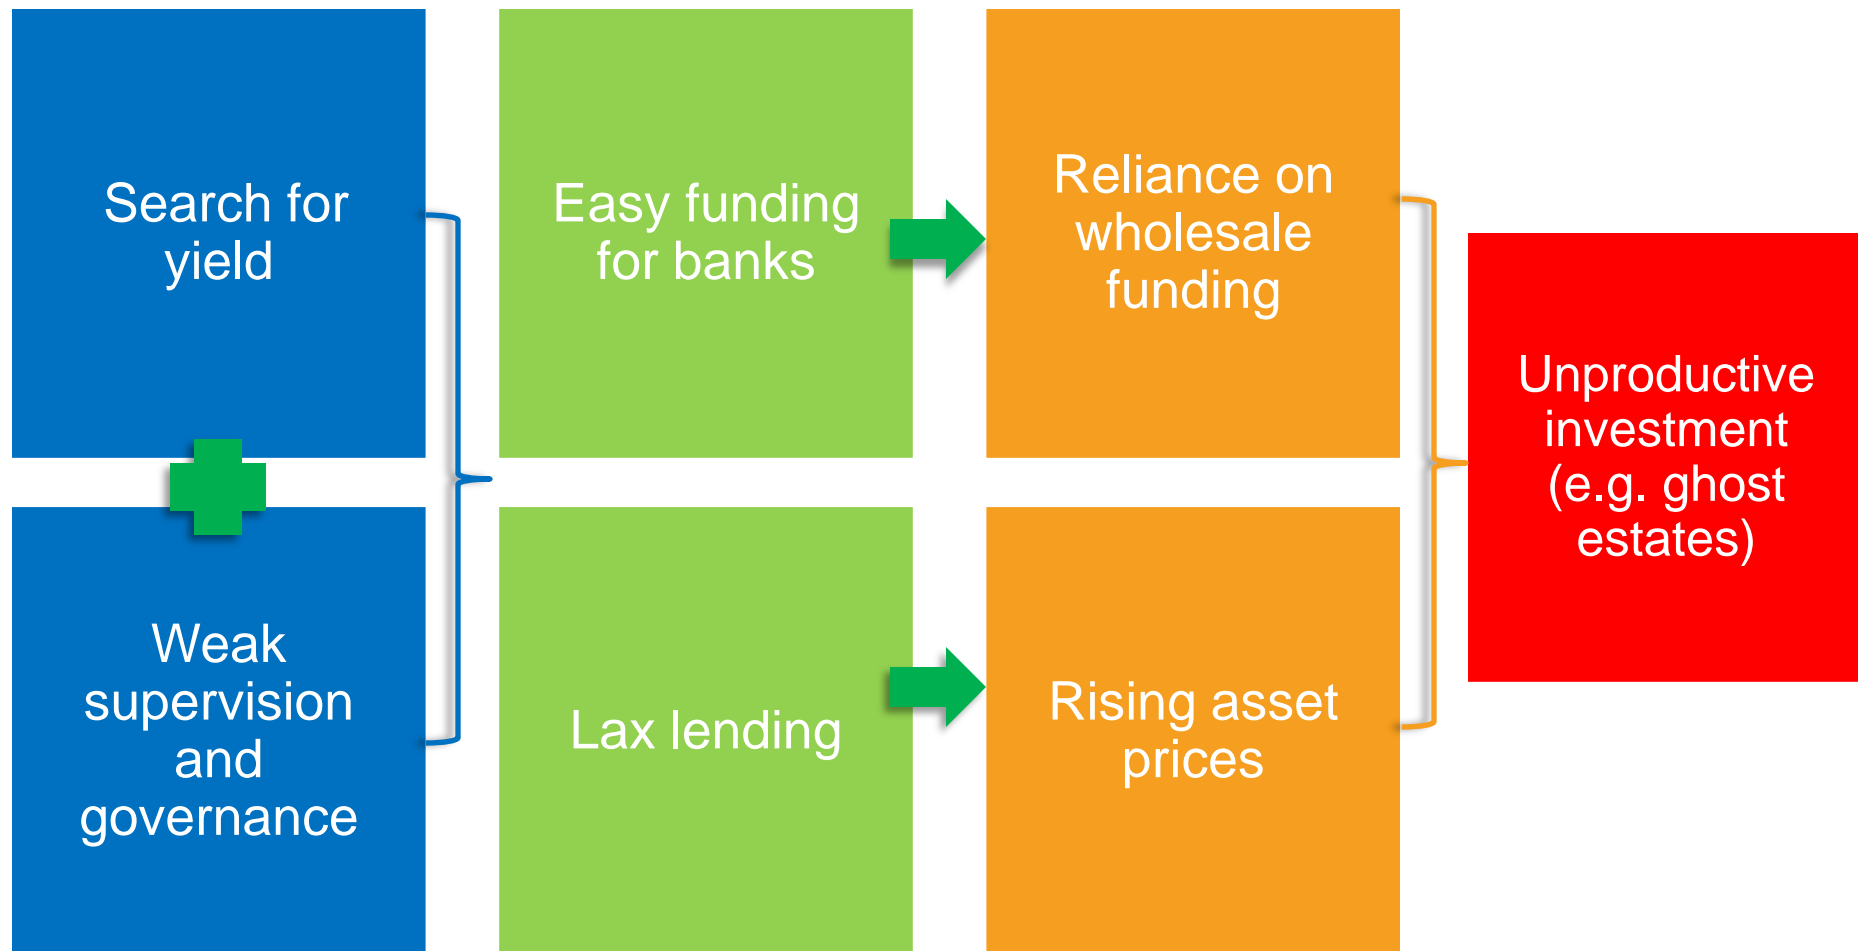 Search for
yield
Easy funding
for banks
Reliance on
wholesale
funding
Unproductive
investment
(e.g. ghost
estates)
Weak
supervision
and
governance
Lax lending
Rising asset
prices